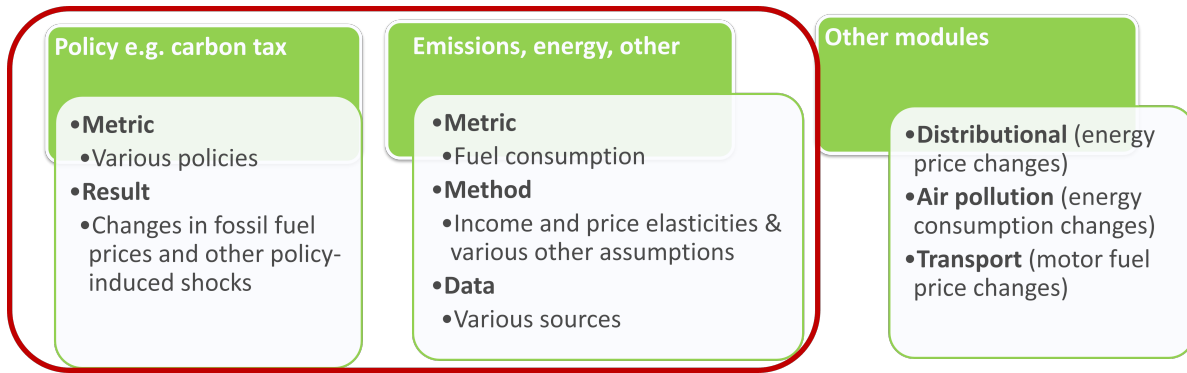 Policy e.g. carbon tax
•Metric
•Various policies
•Result
•Changes in fossil fuel
prices and other policy-
induced shocks
Emissions, energy, other
•Metric
•Fuel consumption
•Method
•Income and price elasticities &
various other assumptions
•Data
•Various sources
Other modules
•Distributional (energy
price changes)
•Air pollution (energy
consumption changes)
•Transport (motor fuel
price changes)